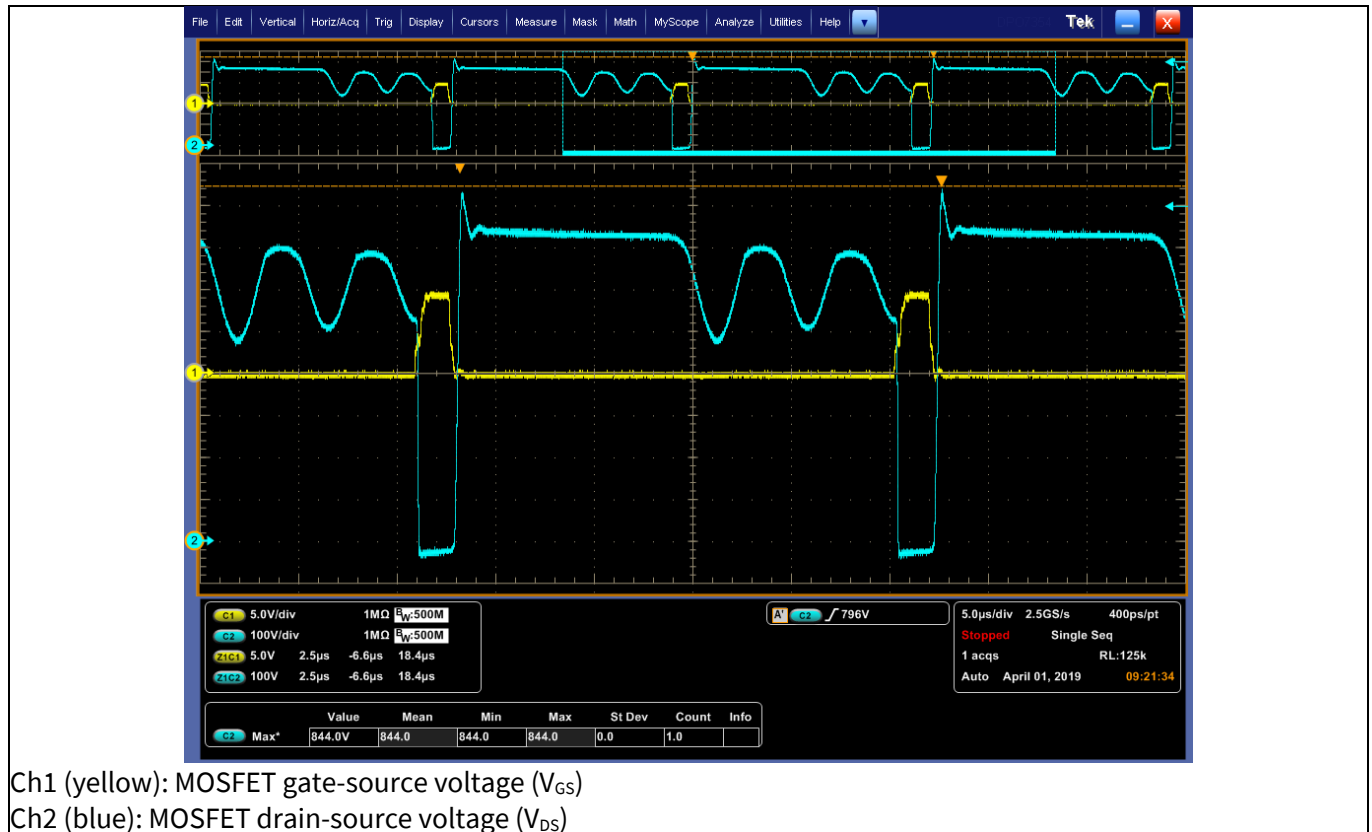 File Edit Vertical Horiz/Acq Trig Display Cursors Measure Mask Math MyScope Analyze Utilities Help Tek X
1
2
1
2
C1 5.0V/div 1MΩ BW:500M
C2 100V/div 1MΩ BW:500M
Z1C1 5.0V 2.5µs -6.6µs 18.4µs
Z1C2 100V 2.5µs -6.6µs 18.4µs
A' C2 796V
5.0µs/div 2.5GS/s 400ps/pt
Stopped Single Seq
1 acqs RL:125k
Auto April 01, 2019 09:21:34
Value Mean Min Max St Dev Count Info
C2 Max* 844.0V 844.0 844.0 844.0 0.0 1.0
Ch1 (yellow): MOSFET gate-source voltage (VGS)
Ch2 (blue): MOSFET drain-source voltage (VDS)